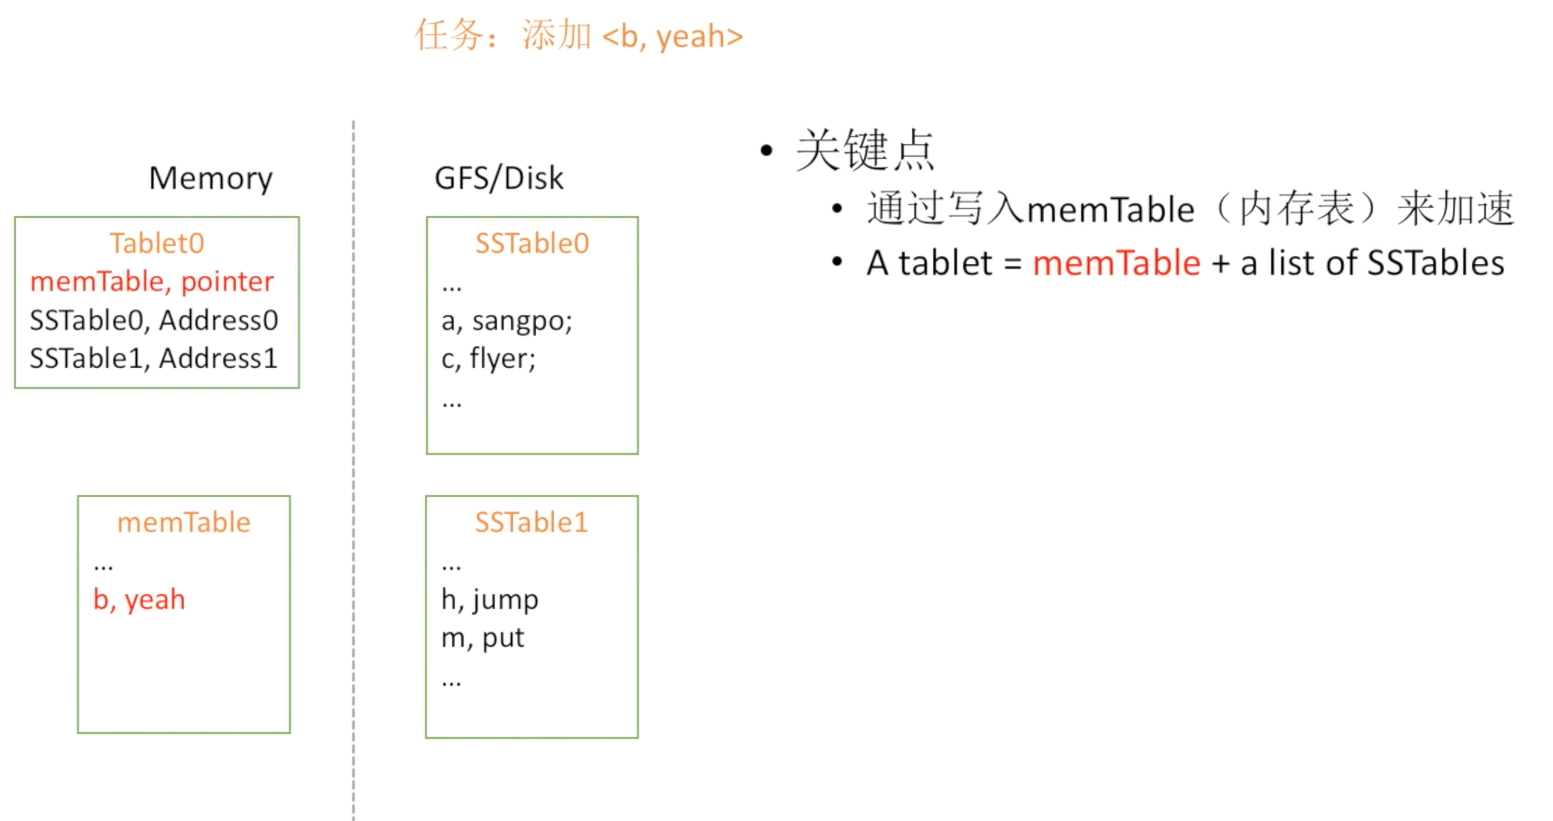 任务：添加 <b, yeah>
Memory
Tablet0
memTable, pointer
SSTable0, Address0
SSTable1, Address1
memTable
...
b, yeah
GFS/Disk
SSTable0
...
a, sangpo;
c, flyer;
...
SSTable1
...
h, jump
m, put
...
• 关键点
• 通过写入memTable（内存表）来加速
• A tablet = memTable + a list of SSTables